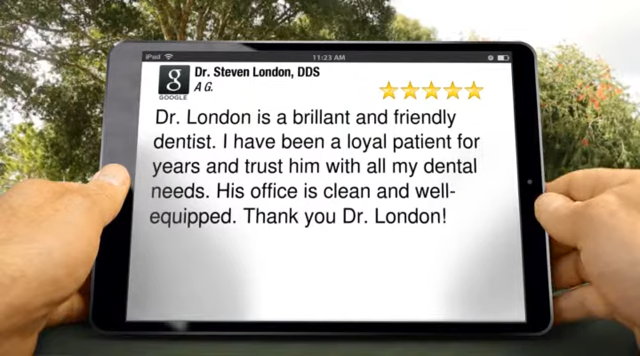 iPad
11:23 AM
g
GOOGLE
Dr. Steven London, DDS
A G.
Dr. London is a brillant and friendly
dentist. I have been a loyal patient for
years and trust him with all my dental
needs. His office is clean and well-
equipped. Thank you Dr. London!